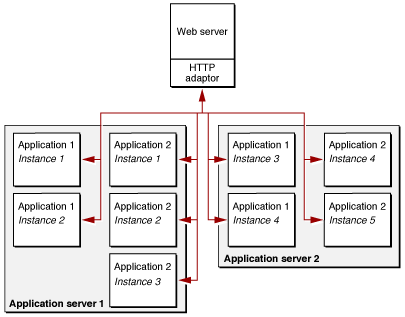 Web server
HTTP
adaptor
Application 1
Instance 1
Application 2
Instance 1
Application 1
Instance 2
Application 2
Instance 2
Application 2
Instance 3
Application server 1
Application 1
Instance 3
Application 2
Instance 4
Application 1
Instance 4
Application 2
Instance 5
Application server 2